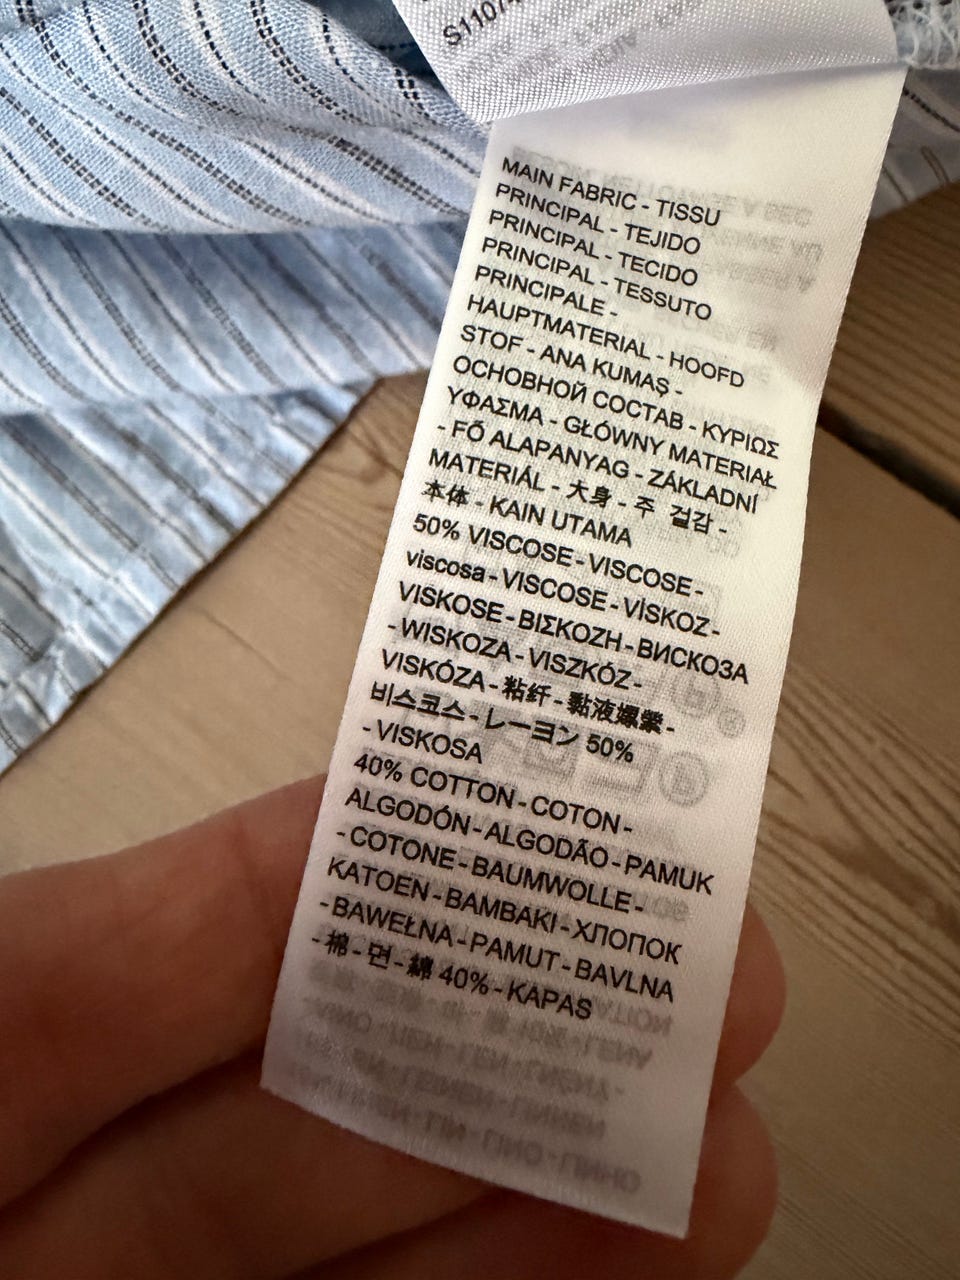 S1107
MAIN FABRIC - TISSU
PRINCIPAL - TEJIDO
PRINCIPAL - TECIDO
PRINCIPAL - TESSUTO
PRINCIPALE -
HAUPTMATERIAL - HOOFD
STOF - ANA KUMAŞ -
ОСНОВНОЙ СОСТАВ - ΚΥΡΙΩΣ
ΥΦΑΣΜΑ - GŁÓWNY MATERIAŁ
- FŐ ALAPANYAG - ZÁKLADNÍ
MATERIÁL - 大身 - 주 겉감 -
本体 - KAIN UTAMA
50% VISCOSE - VISCOSE -
viscosa - VISCOSE - VİSKOZ -
VISKOSE - ΒΙΣΚΟΖΗ - ВИСКОЗА
- WISKOZA - VISZKÓZ -
VISKÓZA - 粘纤 - 黏液嫘縈 -
비스코스 - レーヨン 50%
- VISKOSA
40% COTTON - COTON -
ALGODÓN - ALGODÃO - PAMUK
- COTONE - BAUMWOLLE -
KATOEN - BAMBAKI - ХЛОПОК
- BAWEŁNA - PAMUT - BAVLNA
- 棉 - 면 - 綿 40% - KAPAS